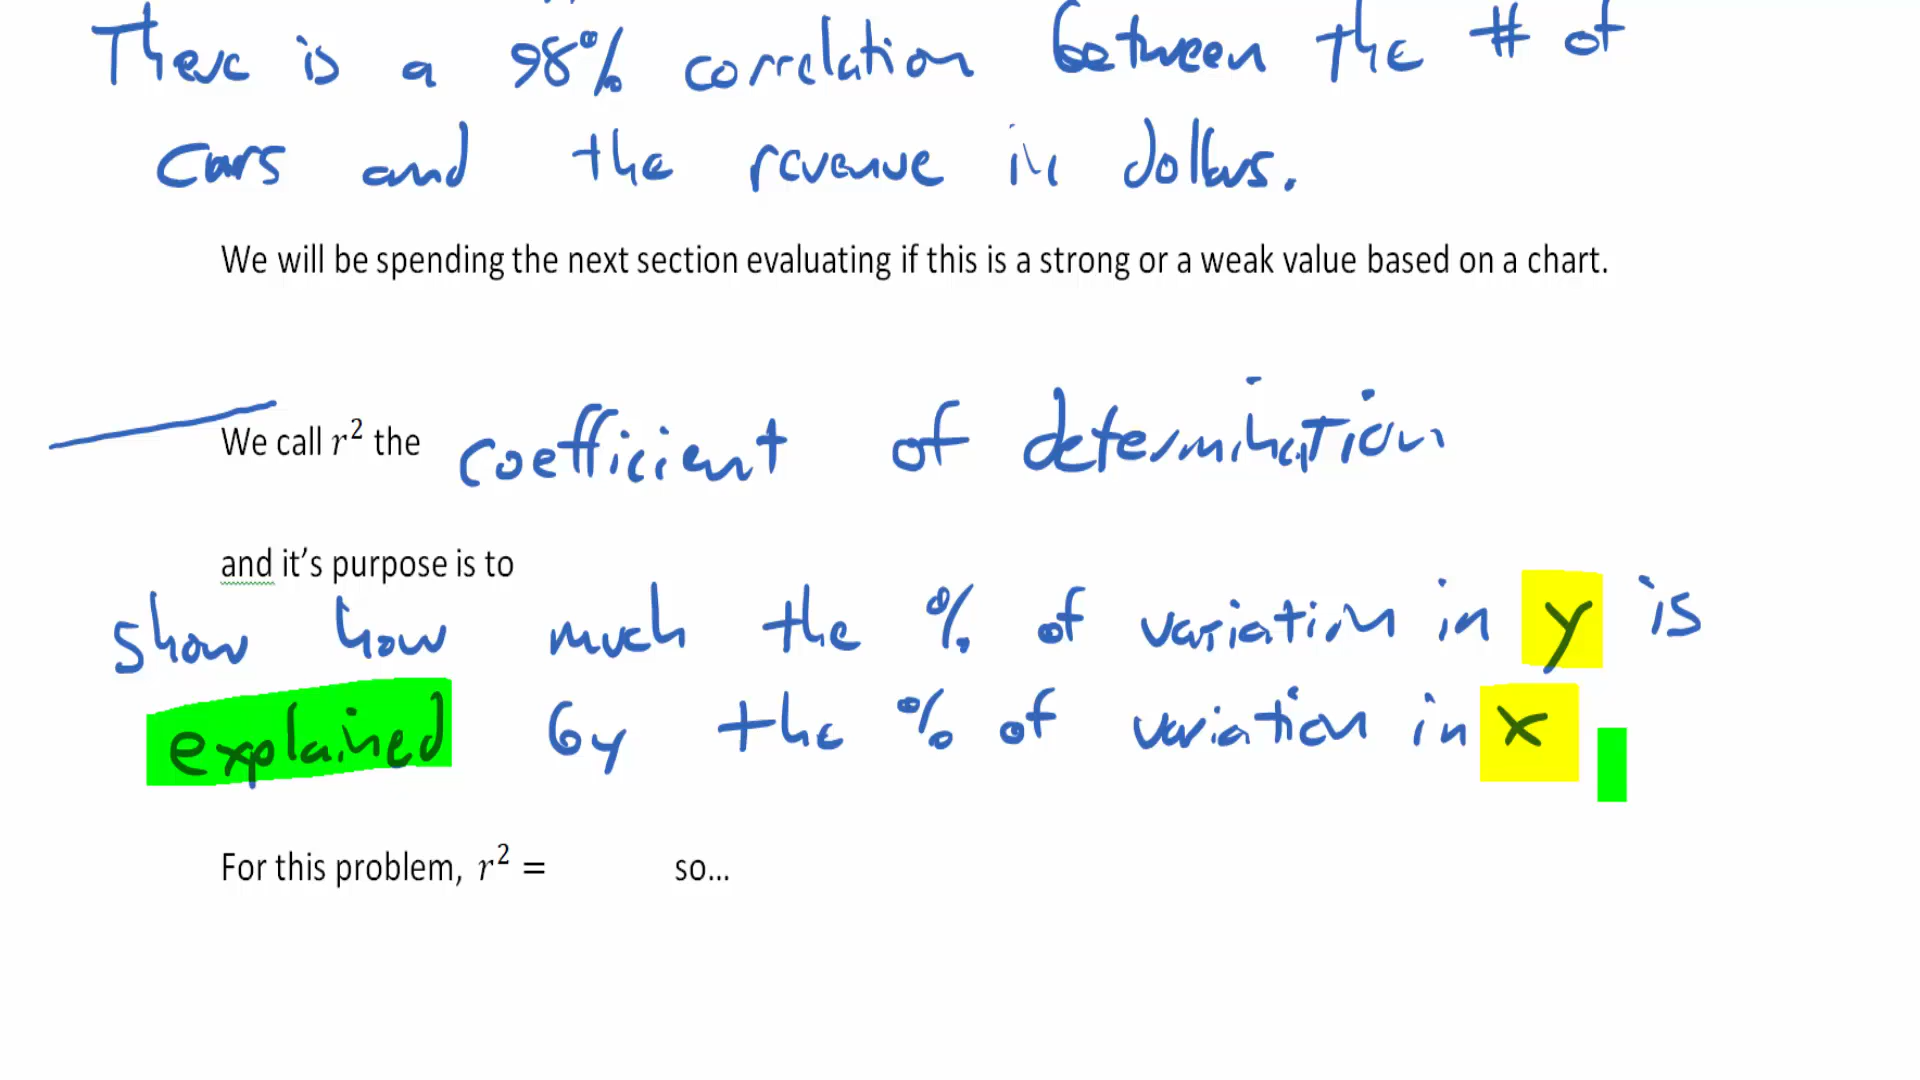 There is a 98% correlation between the # of
cars and the revenue in dollars.
We will be spending the next section evaluating if this is a strong or a weak value based on a chart.
We call r² the coefficient of determination
and it’s purpose is to
show how much the % of variation in y is
explained by the % of variation in x
For this problem, r² = so...